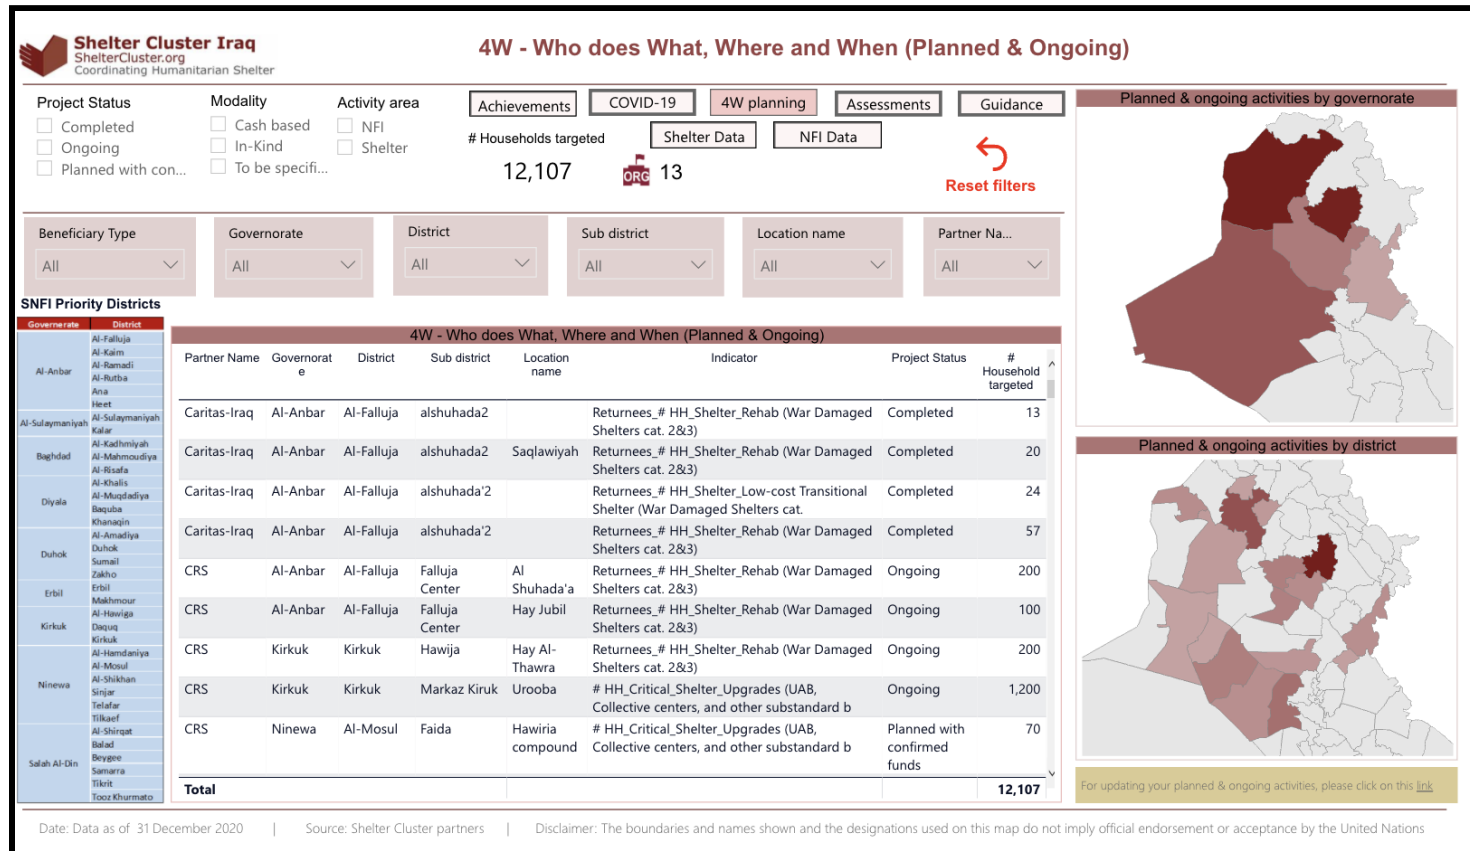 Shelter Cluster Iraq
ShelterCluster.org
Coordinating Humanitarian Shelter
4W - Who does What, Where and When (Planned & Ongoing)
Project Status
Completed
Ongoing
Planned with con...
Modality
Cash based
In-Kind
To be specifi...
Activity area
NFI
Shelter
Achievements
COVID-19
4W planning
Assessments
Guidance
# Households targeted
Shelter Data
NFI Data
12,107
ORG 13
Reset filters
Beneficiary Type
All
Governorate
All
District
All
Sub district
All
Location name
All
Partner Na...
All
SNFI Priority Districts
Governerate District
Al-Anbar
Al-Falluja
Al-Kaim
Al-Ramadi
Al-Rutba
Ana
Heet
Al-Sulaymaniyah
Al-Sulaymaniyah
Kalar
Baghdad
Al-Kadhmiyah
Al-Mahmoudiya
Al-Risafa
Diyala
Al-Khalis
Al-Muqdadiya
Baquba
Khanaqin
Duhok
Al-Amadiya
Duhok
Sumail
Zakho
Erbil
Erbil
Makhmour
Kirkuk
Al-Hawiga
Daquq
Kirkuk
Ninewa
Al-Hamdaniya
Al-Mosul
Al-Shikhan
Sinjar
Telafar
Tilkaef
Salah Al-Din
Al-Shirqat
Balad
Beygee
Samarra
Tikrit
Tooz Khurmato
4W - Who does What, Where and When (Planned & Ongoing)
Partner Name Governorat District Sub district Location Indicator Project Status #
e name Household
targeted
Caritas-Iraq Al-Anbar Al-Falluja alshuhada2 Returnees_# HH_Shelter_Rehab (War Damaged Completed 13
Shelters cat. 2&3)
Caritas-Iraq Al-Anbar Al-Falluja alshuhada2 Saqlawiyah Returnees_# HH_Shelter_Rehab (War Damaged Completed 20
Shelters cat. 2&3)
Caritas-Iraq Al-Anbar Al-Falluja alshuhada'2 Returnees_# HH_Shelter_Low-cost Transitional Completed 24
Shelter (War Damaged Shelters cat.
Caritas-Iraq Al-Anbar Al-Falluja alshuhada'2 Returnees_# HH_Shelter_Rehab (War Damaged Completed 57
Shelters cat. 2&3)
CRS Al-Anbar Al-Falluja Falluja Al Returnees_# HH_Shelter_Rehab (War Damaged Ongoing 200
Center Shuhada'a Shelters cat. 2&3)
CRS Al-Anbar Al-Falluja Falluja Hay Jubil Returnees_# HH_Shelter_Rehab (War Damaged Ongoing 100
Center Shelters cat. 2&3)
CRS Kirkuk Kirkuk Hawija Hay Al- Returnees_# HH_Shelter_Rehab (War Damaged Ongoing 200
Thawra Shelters cat. 2&3)
CRS Kirkuk Kirkuk Markaz Kiruk Urooba # HH_Critical_Shelter_Upgrades (UAB, Ongoing 1,200
Collective centers, and other substandard b
CRS Ninewa Al-Mosul Faida Hawiria # HH_Critical_Shelter_Upgrades (UAB, Planned with 70
compound Collective centers, and other substandard b confirmed
funds
Total 12,107
Planned & ongoing activities by governorate
Planned & ongoing activities by district
For updating your planned & ongoing activities, please click on this link
Date: Data as of 31 December 2020 | Source: Shelter Cluster partners | Disclaimer: The boundaries and names shown and the designations used on this map do not imply official endorsement or acceptance by the United Nations